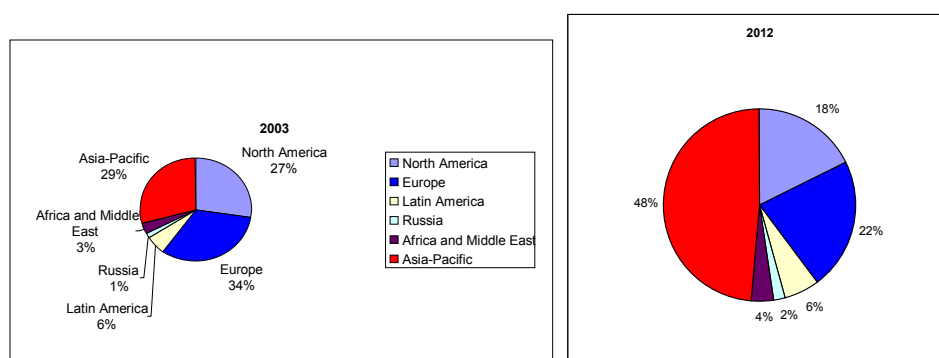 2003
North America
27%
Europe
34%
Latin America
6%
Russia
1%
Africa and Middle
East
3%
Asia-Pacific
29%
North America
Europe
Latin America
Russia
Africa and Middle East
Asia-Pacific
2012
18%
22%
6%
2%
4%
48%